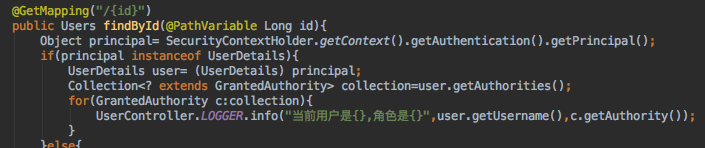 @GetMapping("/{id}")
public Users findById(@PathVariable Long id){
Object principal= SecurityContextHolder.getContext().getAuthentication().getPrincipal();
if(principal instanceof UserDetails){
UserDetails user= (UserDetails) principal;
Collection<? extends GrantedAuthority> collection=user.getAuthorities();
for(GrantedAuthority c:collection){
UserController.LOGGER.info("当前用户是{},角色是{}",user.getUsername(),c.getAuthority());
}
}else{